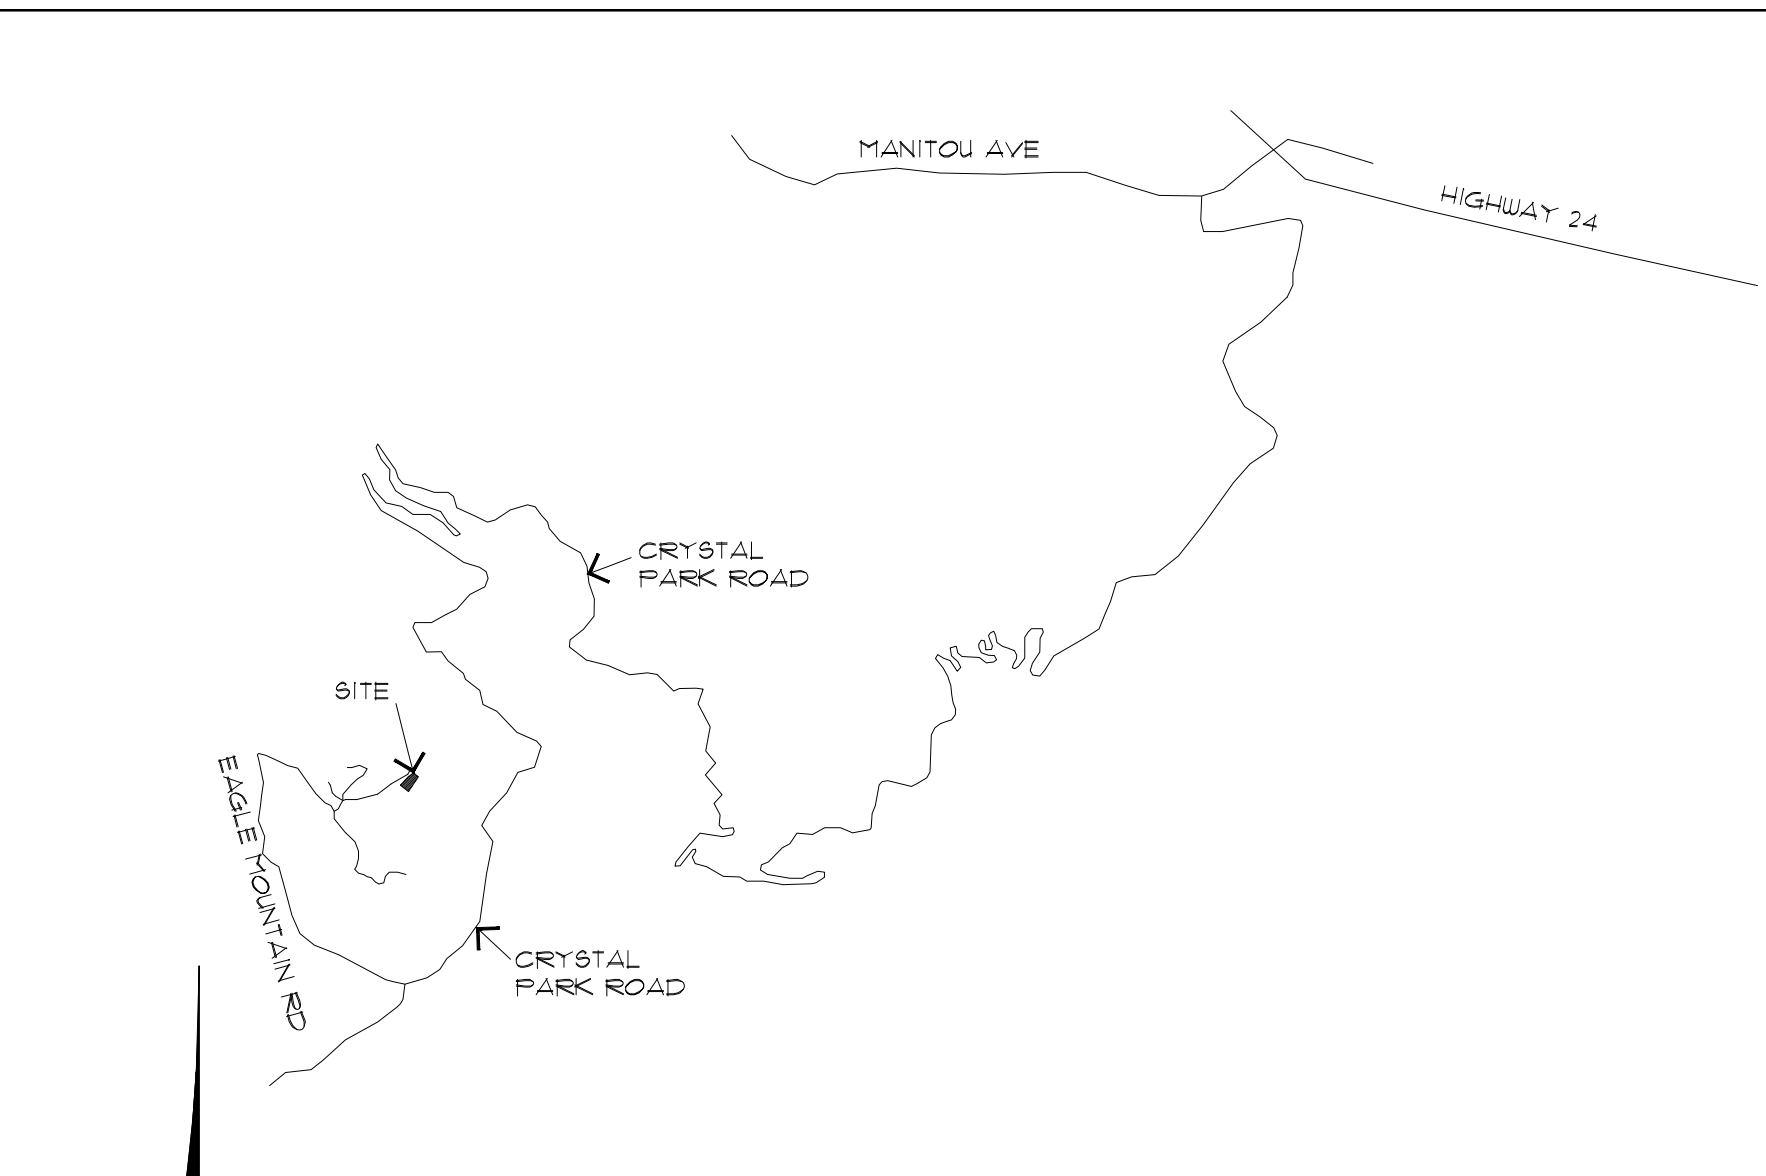 MANITOU AVE
HIGHWAY 24
CRYSTAL
PARK ROAD
SITE
EAGLE MOUNTAIN RD
CRYSTAL
PARK ROAD